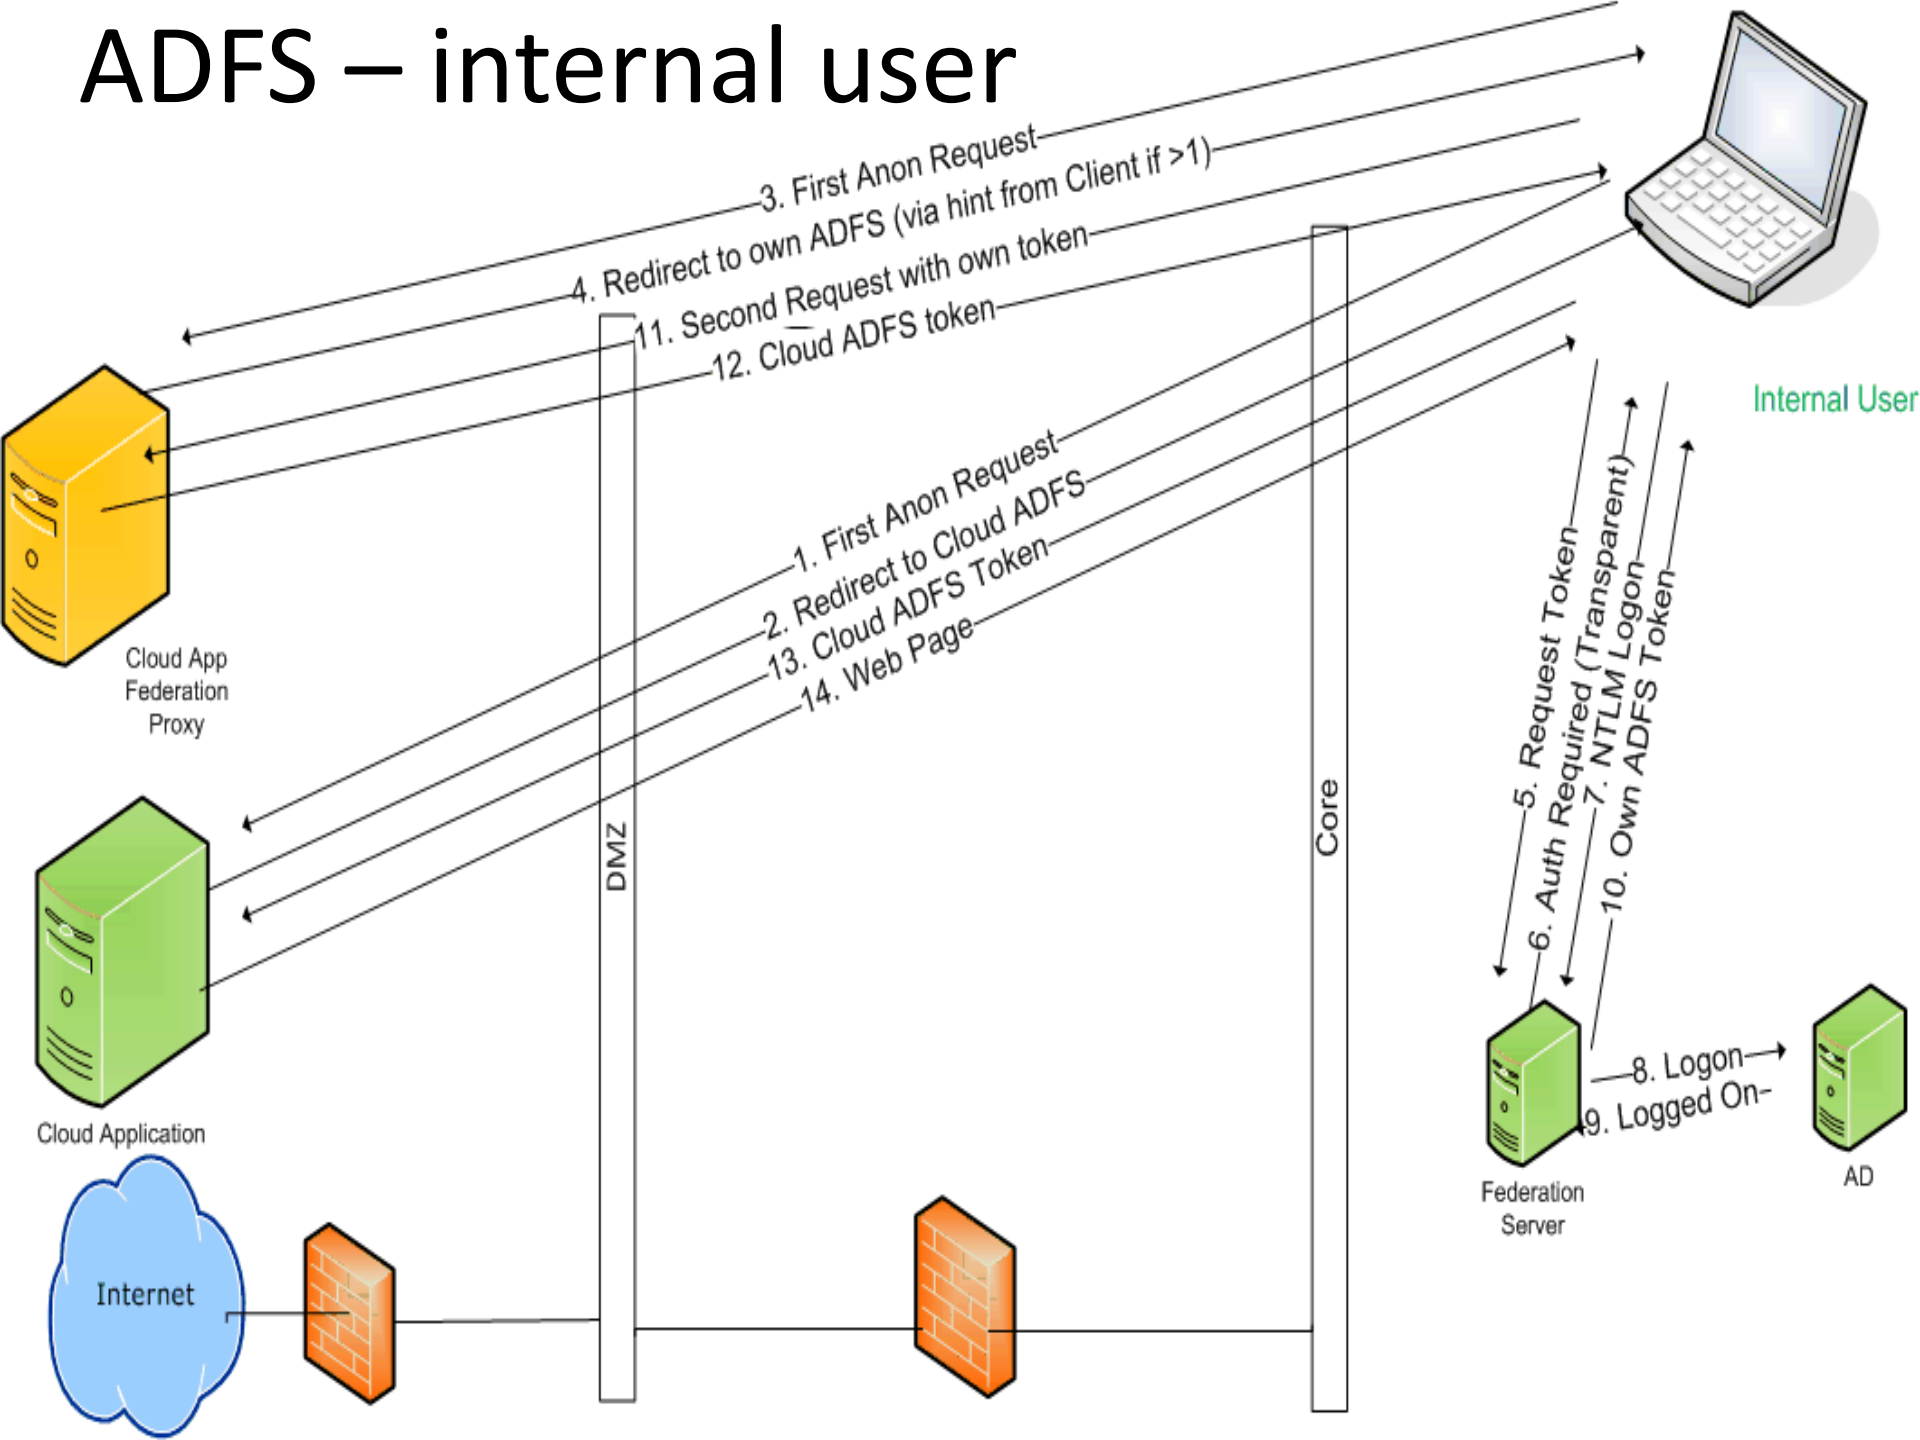 ADFS – internal user
3. First Anon Request
4. Redirect to own ADFS (via hint from Client if >1)
11. Second Request with own token
12. Cloud ADFS token
Internal User
1. First Anon Request
2. Redirect to Cloud ADFS
13. Cloud ADFS Token
14. Web Page
5. Request Token
6. Auth Required (Transparent)
7. NTLM Logon
10. Own ADFS Token
Cloud App
Federation
Proxy
DMZ
Core
8. Logon
9. Logged On
Cloud Application
Federation
Server
AD
Internet